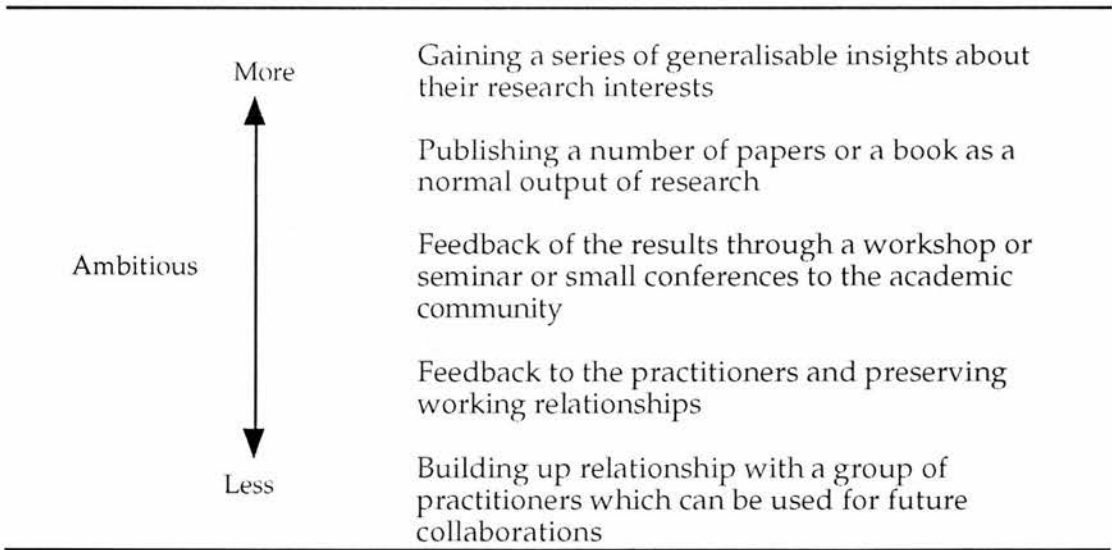 More
Gaining a series of generalisable insights about
their research interests
Publishing a number of papers or a book as a
normal output of research
Ambitious
Feedback of the results through a workshop or
seminar or small conferences to the academic
community
Feedback to the practitioners and preserving
working relationships
Less
Building up relationship with a group of
practitioners which can be used for future
collaborations